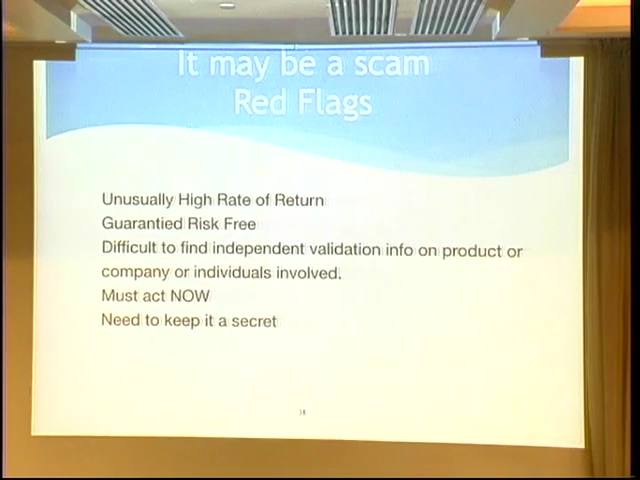 It may be a scam
Red Flags
Unusually High Rate of Return
Guarantied Risk Free
Difficult to find independent validation info on product or
company or individuals involved.
Must act NOW
Need to keep it a secret
38